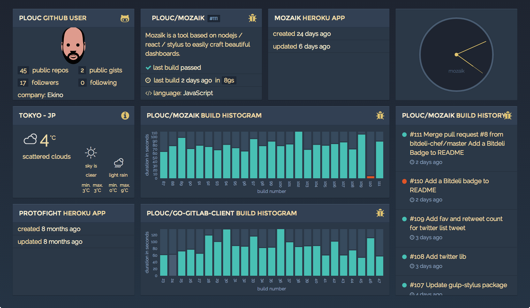 PLOUC GITHUB USER
45 public repos
2 public gists
17 followers
0 following
company: Ekino
PLOUC/MOZAIK
Mozaïk is a tool based on nodejs /
react / stylus to easily craft beautiful
dashboards.
last build passed
last build 2 days ago in 89s
language: JavaScript
MOZAIK HEROKU APP
created 24 days ago
updated 6 days ago
mozaïk
TOKYO - JP
4 °C
scattered clouds
sky is
clear
min. max.
3°C 3°C
light rain
min. max.
0°C 9°C
PLOUC/MOZAIK BUILD HISTOGRAM
duration in seconds
build number
PLOUC/MOZAIK BUILD HISTORY
#111 Merge pull request #8 from
bitdeli-chef/master Add a Bitdeli
Badge to README
2 days ago
#110 Add a Bitdeli badge to
README
2 days ago
#109 Add fav and retweet count
for twitter list tweet
3 days ago
#108 Add twitter lib
3 days ago
#107 Update gulp-stylus package
PROTOFIGHT HEROKU APP
created 8 months ago
updated 8 months ago
PLOUC/GO-GITLAB-CLIENT BUILD HISTOGRAM
duration in seconds
build number